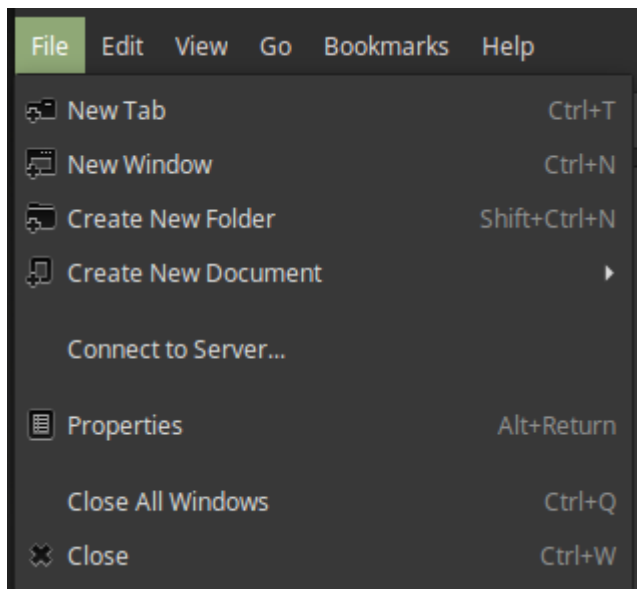 File Edit View Go Bookmarks Help
New Tab Ctrl+T
New Window Ctrl+N
Create New Folder Shift+Ctrl+N
Create New Document
Connect to Server...
Properties Alt+Return
Close All Windows Ctrl+Q
Close Ctrl+W